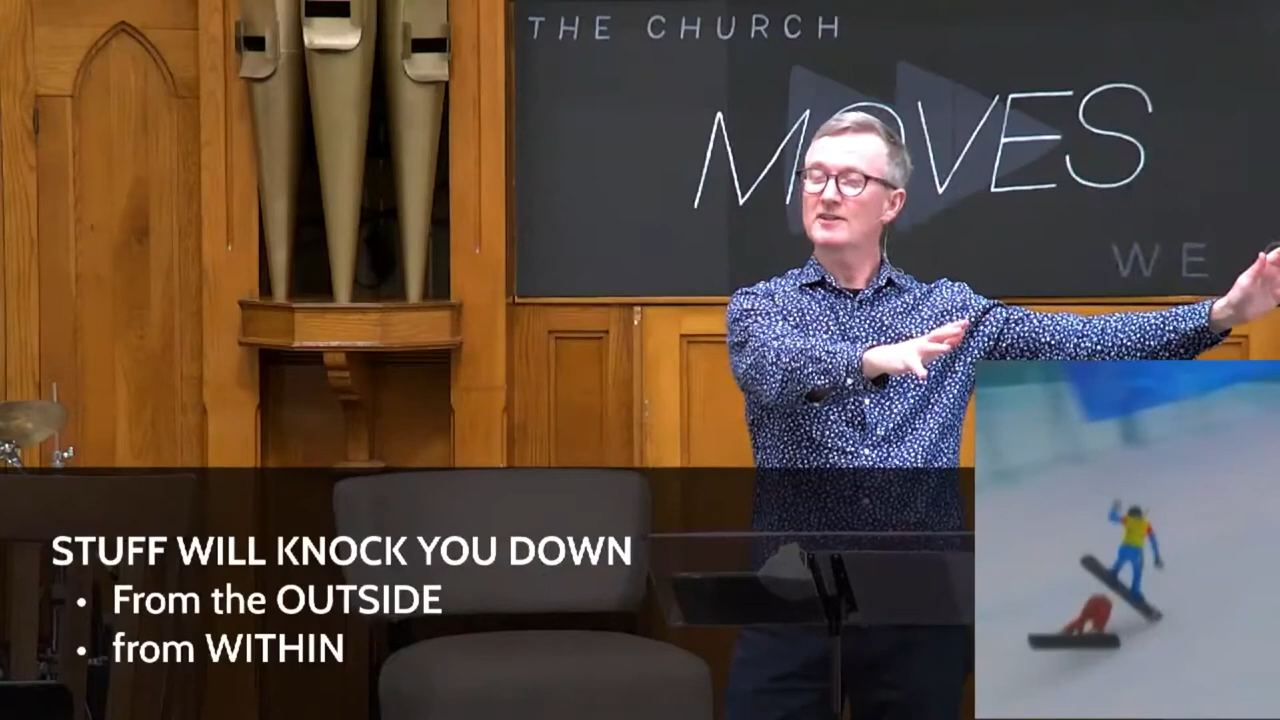 THE CHURCH
MOVES
WE
STUFF WILL KNOCK YOU DOWN
• From the OUTSIDE
• from WITHIN